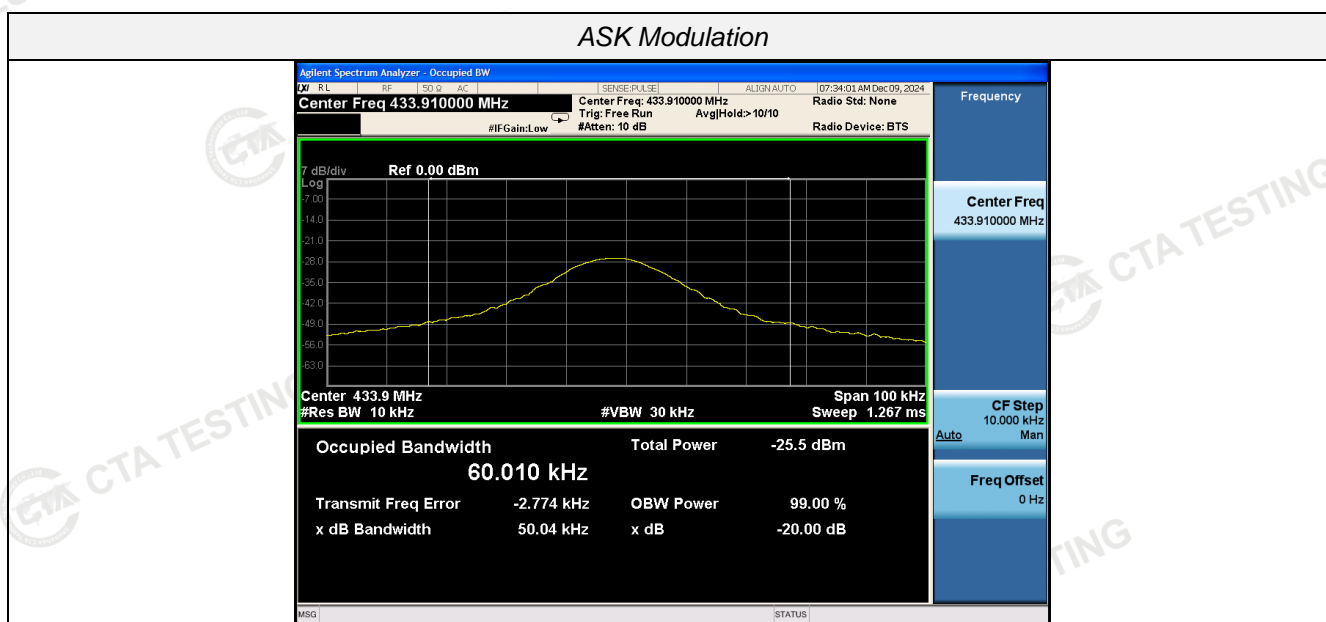 ASK Modulation
Agilent Spectrum Analyzer - Occupied BW
LXI RL RF 50 Ω AC SENSE:PULSE ALIGN AUTO 07:34:01 AM Dec 09, 2024
Center Freq 433.910000 MHz Center Freq: 433.910000 MHz Radio Std: None
Trig: Free Run Avg|Hold:>10/10
#IFGain:Low #Atten: 10 dB Radio Device: BTS
7 dB/div Ref 0.00 dBm
Log
-7.00
-14.0
-21.0
-28.0
-35.0
-42.0
-49.0
-56.0
-63.0
Center 433.9 MHz Span 100 kHz
#Res BW 10 kHz #VBW 30 kHz Sweep 1.267 ms
Occupied Bandwidth Total Power -25.5 dBm
60.010 kHz
Transmit Freq Error -2.774 kHz OBW Power 99.00 %
x dB Bandwidth 50.04 kHz x dB -20.00 dB
MSG STATUS
Frequency
Center Freq
433.910000 MHz
CF Step
10.000 kHz
Auto Man
Freq Offset
0 Hz
CTA TESTING
CTA TESTING
CTA
TING